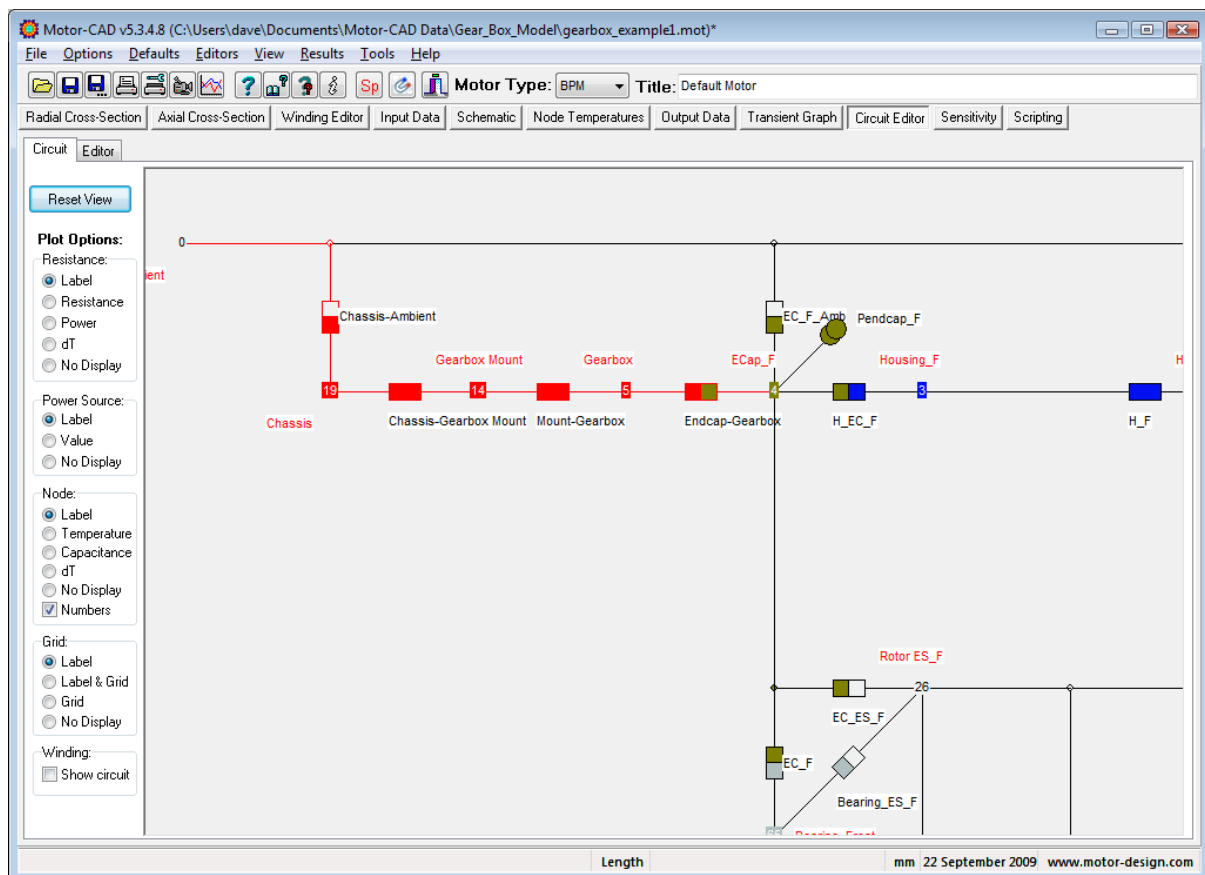 Motor-CAD v5.3.4.8 (C:\Users\dave\Documents\Motor-CAD Data\Gear_Box_Model\gearbox_example1.mot)*
File Options Defaults Editors View Results Tools Help
Sp Motor Type: BPM Title: Default Motor
Radial Cross-Section Axial Cross-Section Winding Editor Input Data Schematic Node Temperatures Output Data Transient Graph Circuit Editor Sensitivity Scripting
Circuit Editor
Reset View
Plot Options:
Resistance:
Label
Resistance
Power
dT
No Display
Power Source:
Label
Value
No Display
Node:
Label
Temperature
Capacitance
dT
No Display
Numbers
Grid:
Label
Label & Grid
Grid
No Display
Winding:
Show circuit
0
ient
Chassis-Ambient
EC_F_Amb
Pendcap_F
Gearbox Mount
Gearbox
ECap_F
Housing_F
H
19
14
5
4
3
Chassis
Chassis-Gearbox Mount
Mount-Gearbox
Endcap-Gearbox
H_EC_F
H_F
Rotor ES_F
26
EC_ES_F
EC_F
Bearing_ES_F
Length mm 22 September 2009 www.motor-design.com